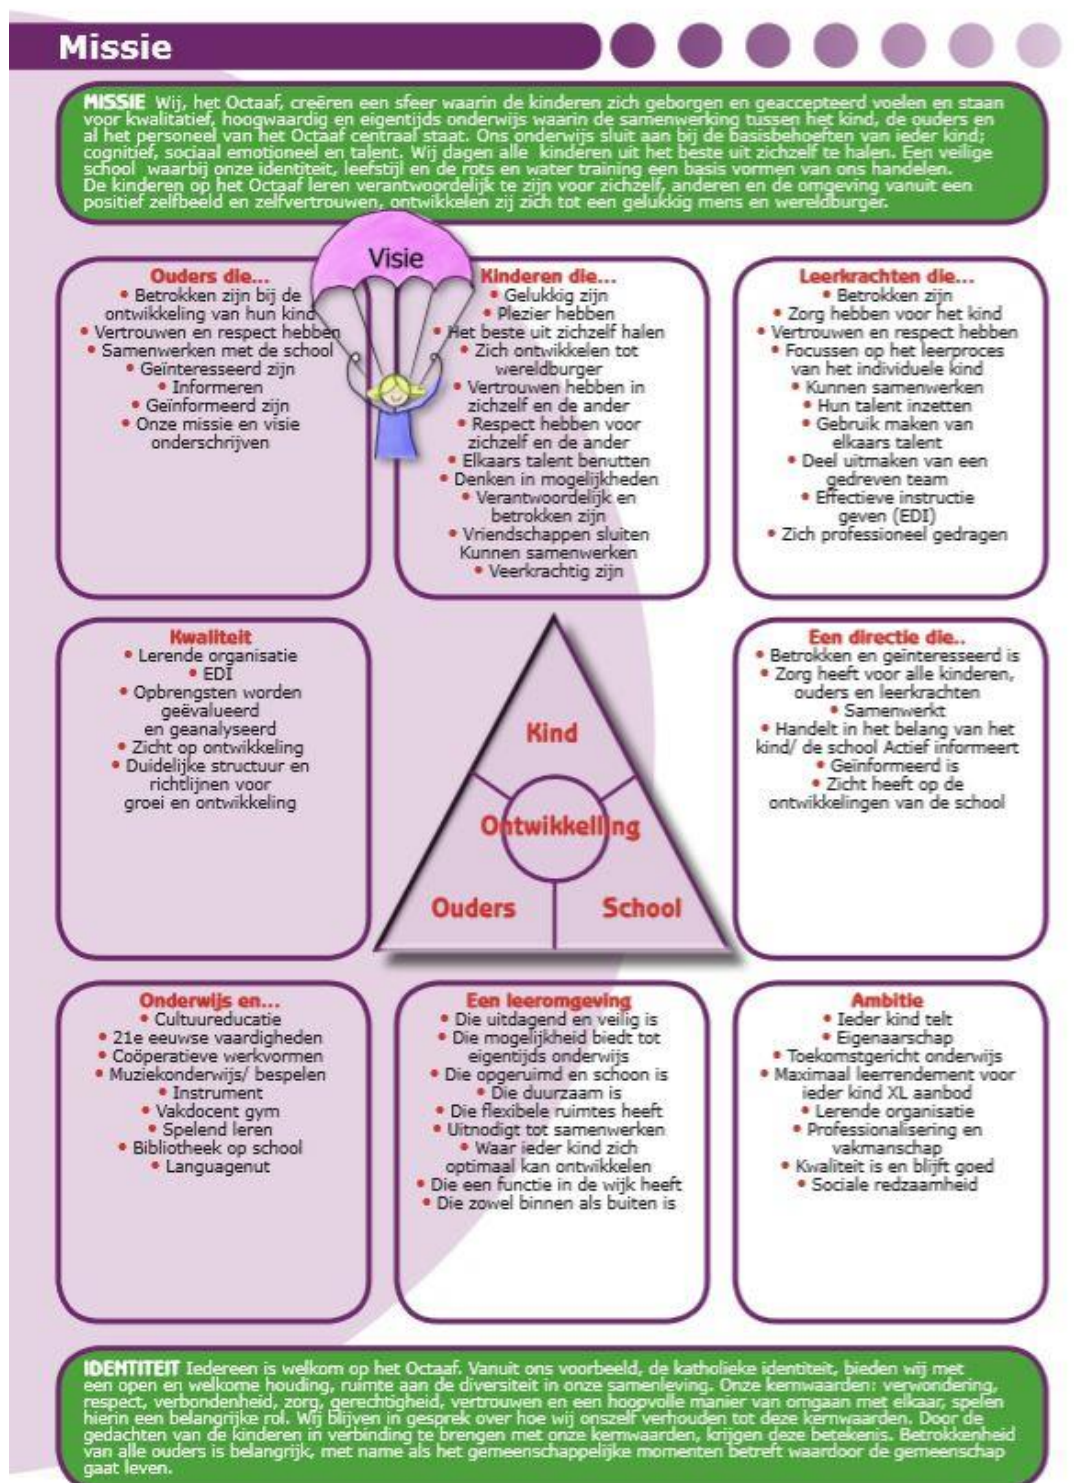 Missie
MISSIE Wij, het Octaaf, creëren een sfeer waarin de kinderen zich geborgen en geaccepteerd voelen en staan
voor kwalitatief, hoogwaardig en eigentijds onderwijs waarin de samenwerking tussen het kind, de ouders en
al het personeel van het Octaaf centraal staat. Ons onderwijs sluit aan bij de basisbehoeften van ieder kind;
cognitief, sociaal emotioneel en talent. Wij dagen alle kinderen uit het beste uit zichzelf te halen. Een veilige
school waarbij onze identiteit, leefstijl en de rots en water training een basis vormen van ons handelen.
De kinderen op het Octaaf leren verantwoordelijk te zijn voor zichzelf, anderen en de omgeving vanuit een
positief zelfbeeld en zelfvertrouwen, ontwikkelen zij zich tot een gelukkig mens en wereldburger.
Visie
Ouders die...
• Betrokken zijn bij de
ontwikkeling van hun kind
• Vertrouwen en respect hebben
• Samenwerken met de school
• Geïnteresseerd zijn
• Informeren
• Geïnformeerd zijn
• Onze missie en visie
onderschrijven
Kinderen die...
• Gelukkig zijn
• Plezier hebben
• Het beste uit zichzelf halen
• Zich ontwikkelen tot
wereldburger
• Vertrouwen hebben in
zichzelf en de ander
• Respect hebben voor
zichzelf en de ander
• Elkaars talent benutten
• Denken in mogelijkheden
• Verantwoordelijk en
betrokken zijn
• Vriendschappen sluiten
Kunnen samenwerken
• Veerkrachtig zijn
Leerkrachten die...
• Betrokken zijn
• Zorg hebben voor het kind
• Vertrouwen en respect hebben
• Focussen op het leerproces
van het individuele kind
• Kunnen samenwerken
• Hun talent inzetten
• Gebruik maken van
elkaars talent
• Deel uitmaken van een
gedreven team
• Effectieve instructie
geven (EDI)
• Zich professioneel gedragen
Kwaliteit
• Lerende organisatie
• EDI
• Opbrengsten worden
geëvalueerd
en geanalyseerd
• Zicht op ontwikkeling
• Duidelijke structuur en
richtlijnen voor
groei en ontwikkeling
Kind
Ontwikkeling
Ouders
School
Een directie die..
• Betrokken en geïnteresseerd is
• Zorg heeft voor alle kinderen,
ouders en leerkrachten
• Samenwerkt
• Handelt in het belang van het
kind/ de school Actief informeert
• Geïnformeerd is
• Zicht heeft op de
ontwikkelingen van de school
Onderwijs en...
• Cultuureducatie
• 21e eeuwse vaardigheden
• Coöperatieve werkvormen
• Muziekonderwijs/ bespelen
• Instrument
• Vakdocent gym
• Spelend leren
• Bibliotheek op school
• Languagenut
Een leeromgeving
• Die uitdagend en veilig is
• Die mogelijkheid biedt tot
eigentijds onderwijs
• Die opgeruimd en schoon is
• Die duurzaam is
• Die flexibele ruimtes heeft
• Uitnodigt tot samenwerken
• Waar ieder kind zich
optimaal kan ontwikkelen
• Die een functie in de wijk heeft
• Die zowel binnen als buiten is
Ambitie
• Ieder kind telt
• Eigenaarschap
• Toekomstgericht onderwijs
• Maximaal leerrendement voor
ieder kind XL aanbod
• Lerende organisatie
• Professionalisering en
vakmanschap
• Kwaliteit is en blijft goed
• Sociale redzaamheid
IDENTITEIT Iedereen is welkom op het Octaaf. Vanuit ons voorbeeld, de katholieke identiteit, bieden wij met
een open en welkome houding, ruimte aan de diversiteit in onze samenleving. Onze kernwaarden: verwondering,
respect, verbondenheid, zorg, gerechtigheid, vertrouwen en een hoopvolle manier van omgaan met elkaar, spelen
hierin een belangrijke rol. Wij blijven in gesprek over hoe wij onszelf verhouden tot deze kernwaarden. Door de
gedachten van de kinderen in verbinding te brengen met onze kernwaarden, krijgen deze betekenis. Betrokkenheid
van alle ouders is belangrijk, met name als het gemeenschappelijke momenten betreft waardoor de gemeenschap
gaat leven.